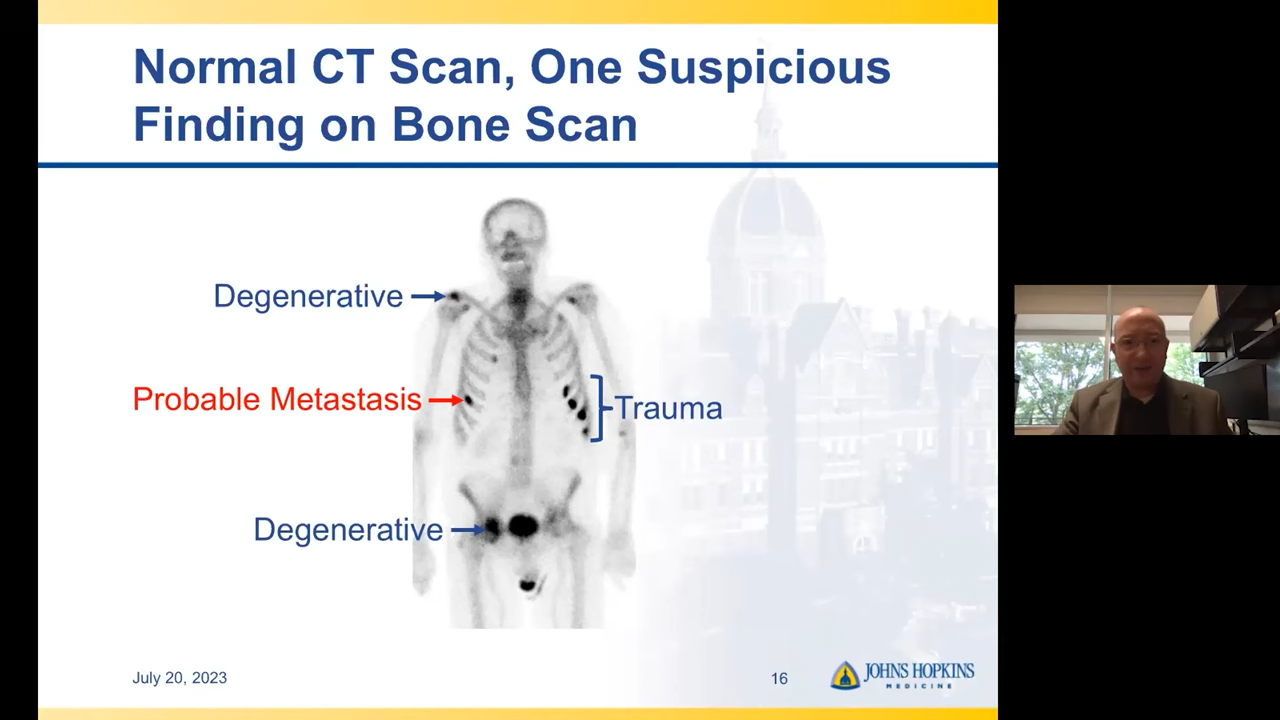 Normal CT Scan, One Suspicious
Finding on Bone Scan
Degenerative
Probable Metastasis
Trauma
Degenerative
July 20, 2023
16
JOHNS HOPKINS
MEDICINE